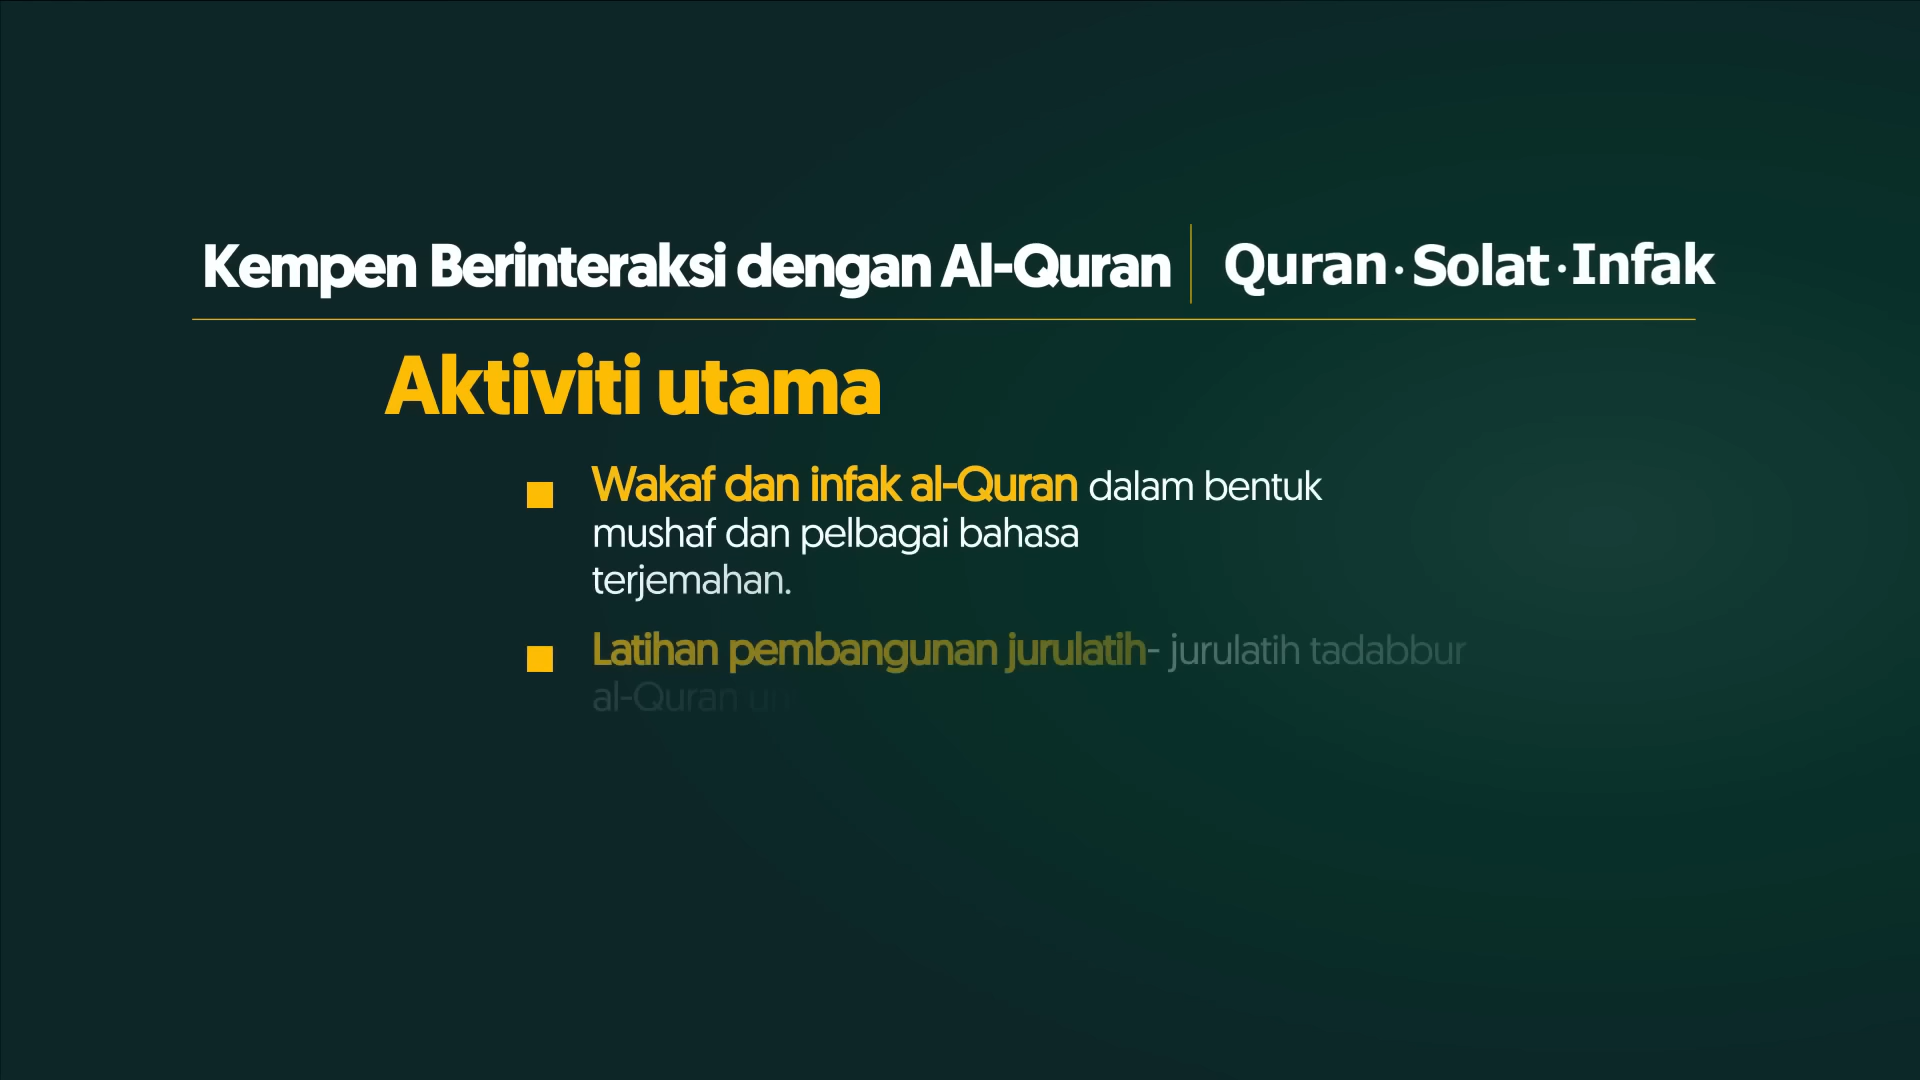 Kempen Berinteraksi dengan Al-Quran
Quran · Solat · Infak
Aktiviti utama
Wakaf dan infak al-Quran dalam bentuk
mushaf dan pelbagai bahasa
terjemahan.
Latihan pembangunan jurulatih- jurulatih tadabbur
al-Quran